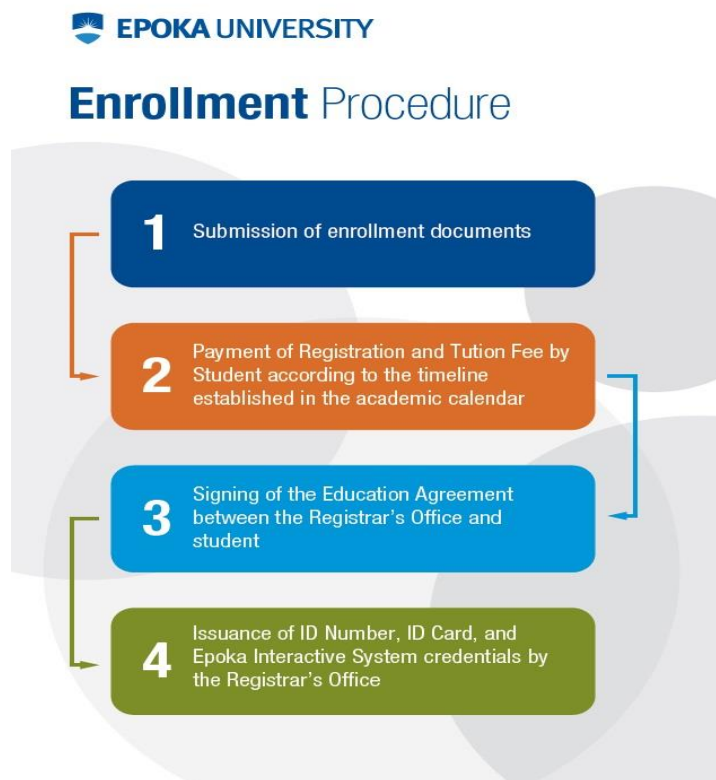 EPOKA UNIVERSITY
Enrollment Procedure
1
Submission of enrollment documents
2
Payment of Registration and Tution Fee by
Student according to the timeline
established in the academic calendar
3
Signing of the Education Agreement
between the Registrar's Office and
student
4
Issuance of ID Number, ID Card, and
Epoka Interactive System credentials by
the Registrar's Office